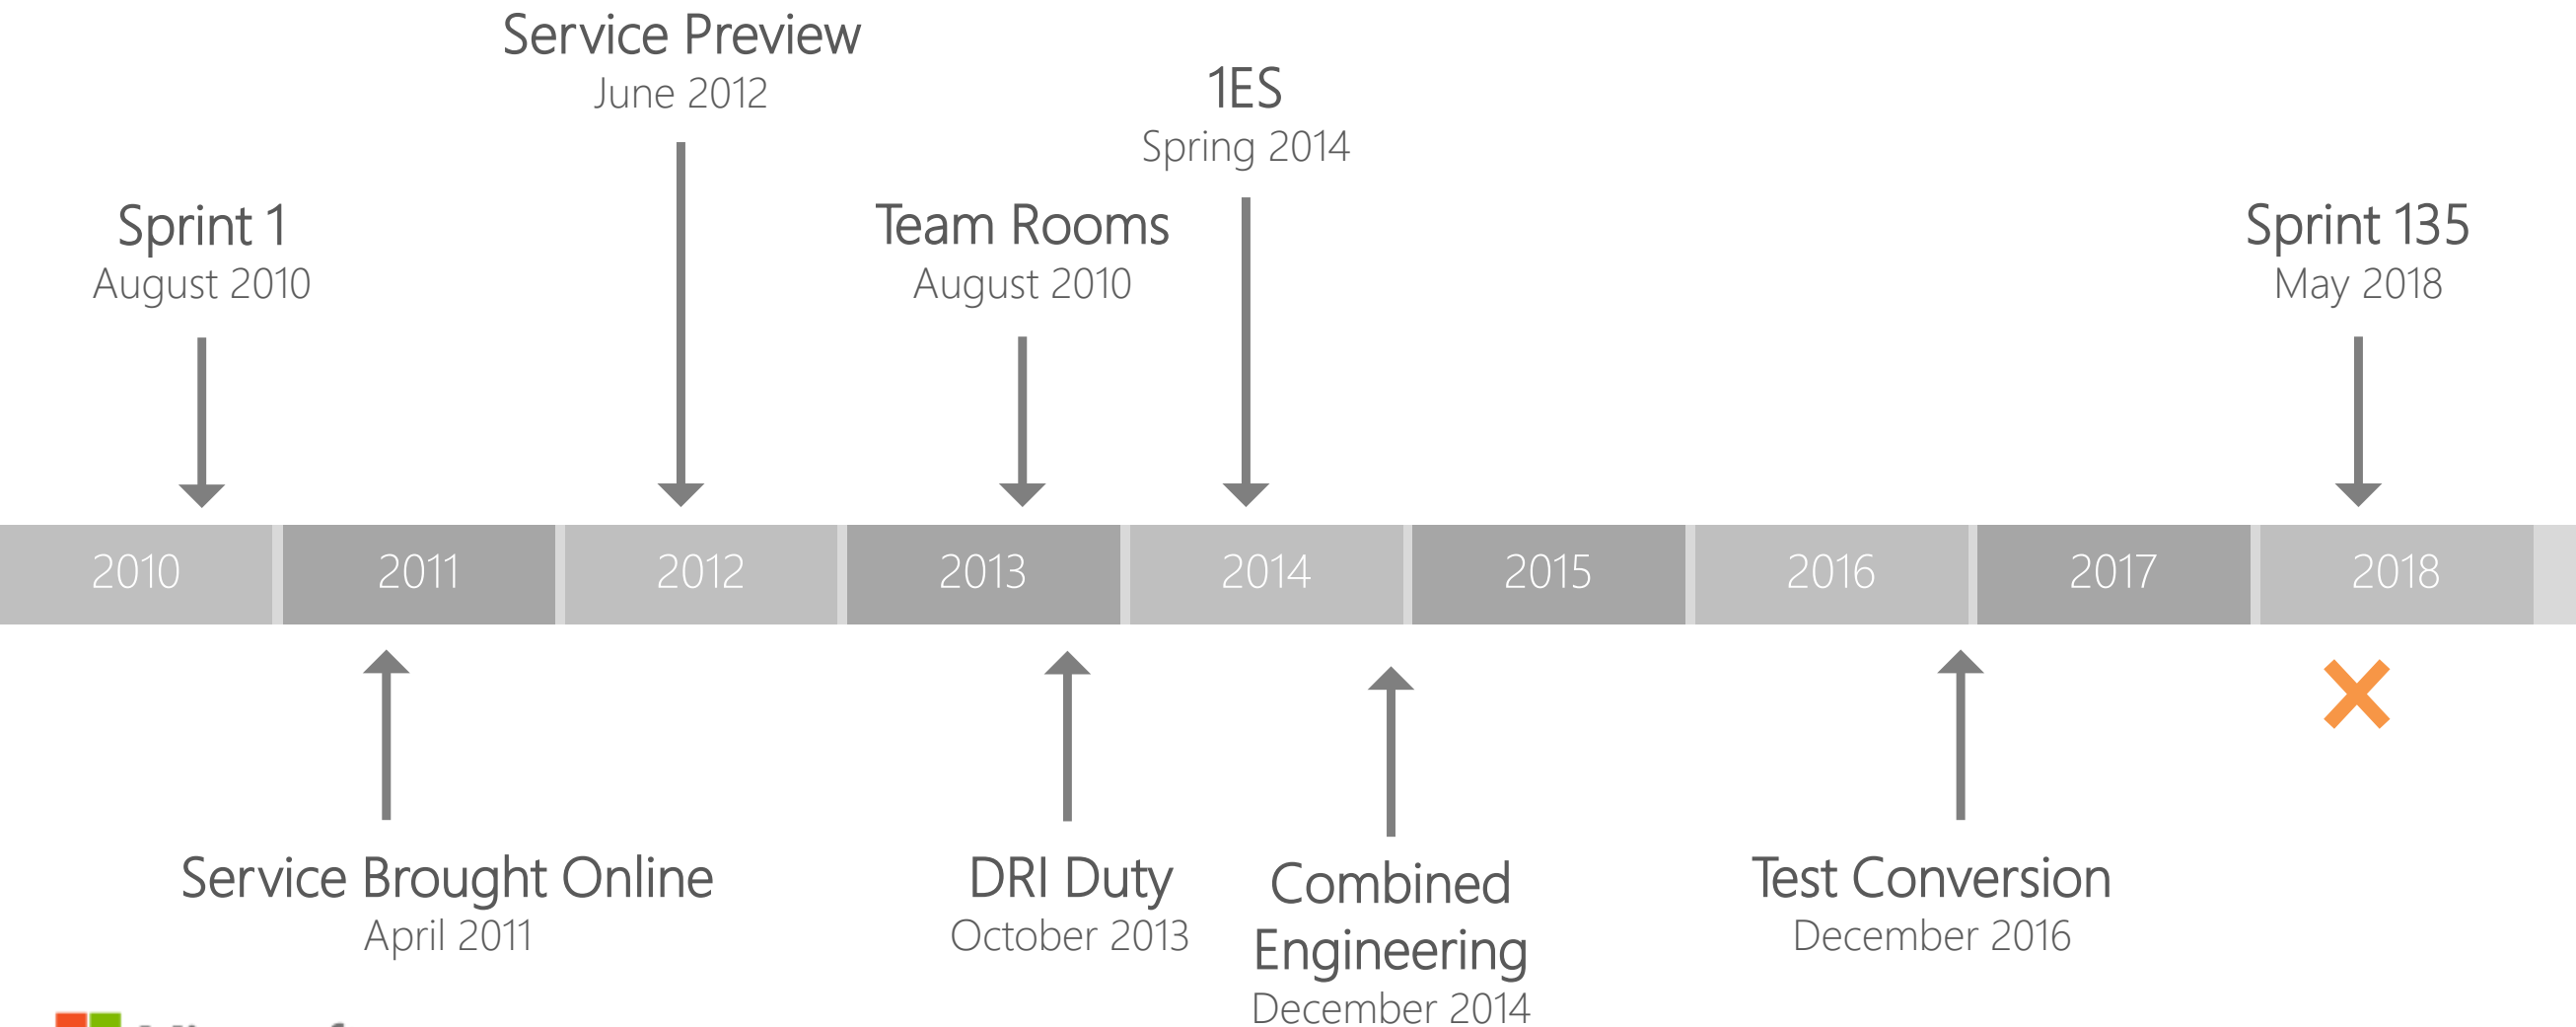 Service Preview
June 2012
1ES
Spring 2014
Sprint 1
August 2010
Team Rooms
August 2010
Sprint 135
May 2018
2010
2011
2012
2013
2014
2015
2016
2017
2018
Service Brought Online
April 2011
DRI Duty
October 2013
Combined
Engineering
December 2014
Test Conversion
December 2016